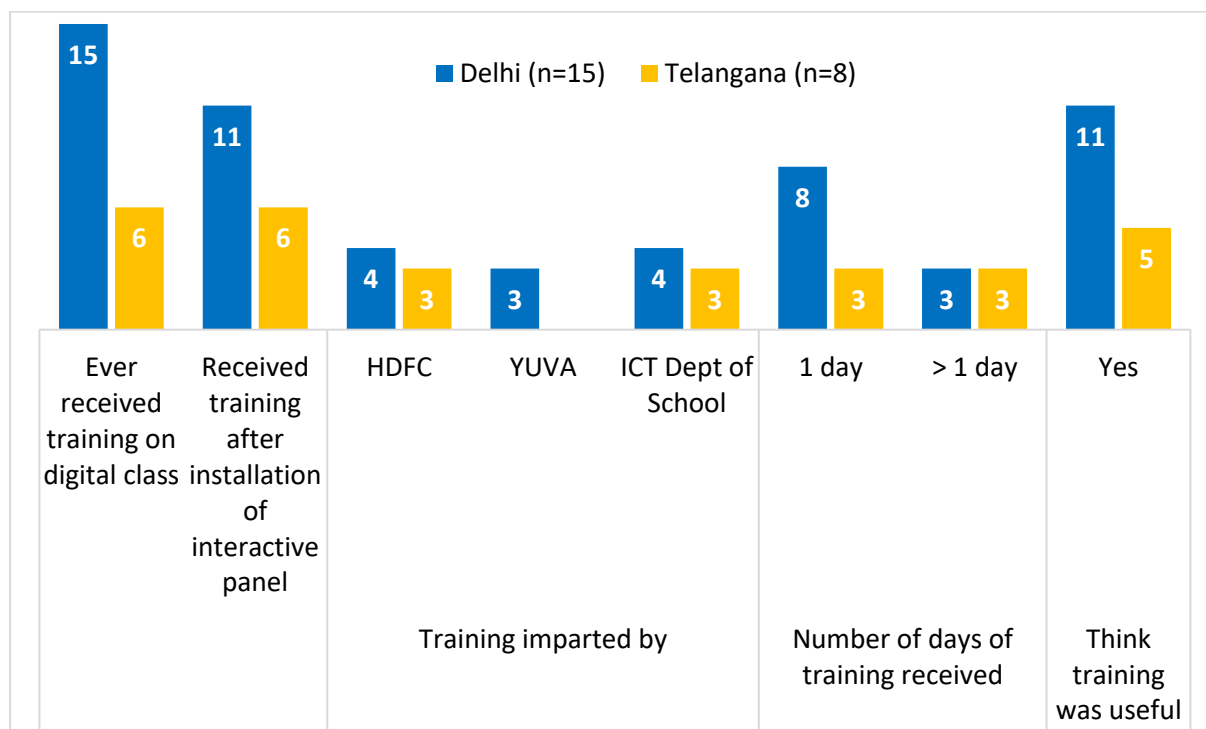 Delhi (n=15) Telangana (n=8)
15
6
11
6
4
3
3
4
3
8
3
3
3
11
5
Ever
received
training on
digital class
Received
training
after
installation
of
interactive
panel
HDFC
YUVA
ICT Dept of
School
1 day
> 1 day
Yes
Training imparted by
Number of days of
training received
Think
training
was useful